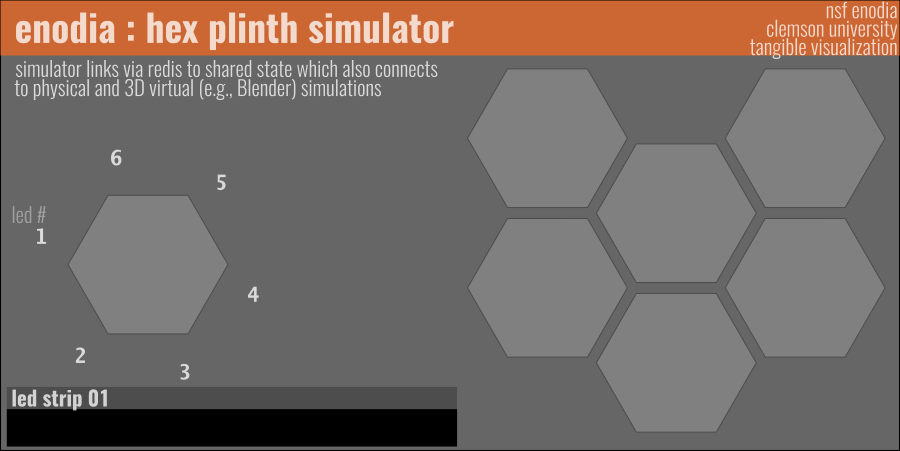 enodia : hex plinth simulator
nsf enodia
clemson university
tangible visualization
simulator links via redis to shared state which also connects
to physical and 3D virtual (e.g., Blender) simulations
6
5
led #
1
4
2
3
led strip 01